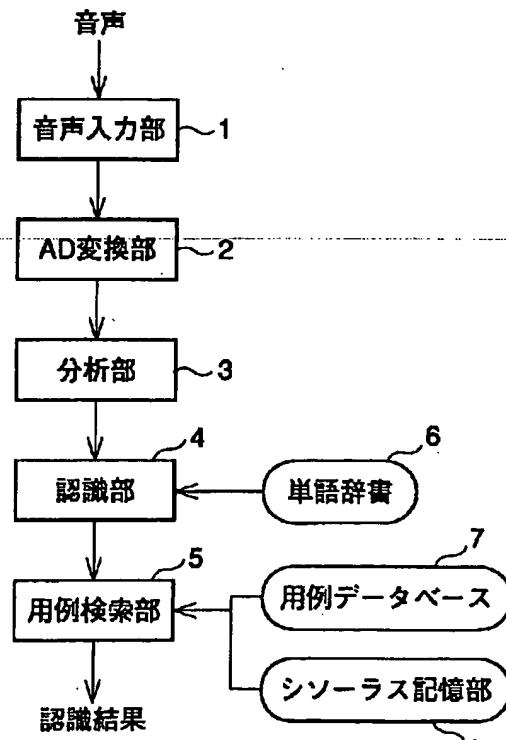 音声
音声入力部
1
AD変換部
2
分析部
3
4
認識部
6
単語辞書
5
用例検索部
7
用例データベース
シソーラス記憶部
認識結果